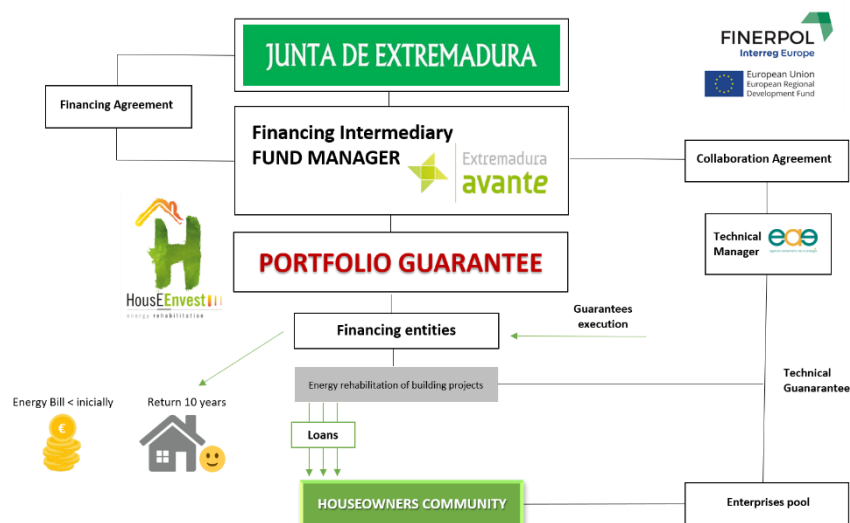 JUNTA DE EXTREMADURA
FINERPOL
Interreg Europe
European Union
European Regional
Development Fund
Financing Agreement
Financing Intermediary
FUND MANAGER
Extremadura
avante
Collaboration Agreement
Technical
Manager
eae
HousEEnvest
energy rehabilitation
PORTFOLIO GUARANTEE
Financing entities
Guarantees
execution
Energy rehabilitation of building projects
Technical
Guanarantee
Energy Bill < inicially
Return 10 years
€
Loans
HOUSEOWNERS COMMUNITY
Enterprises pool